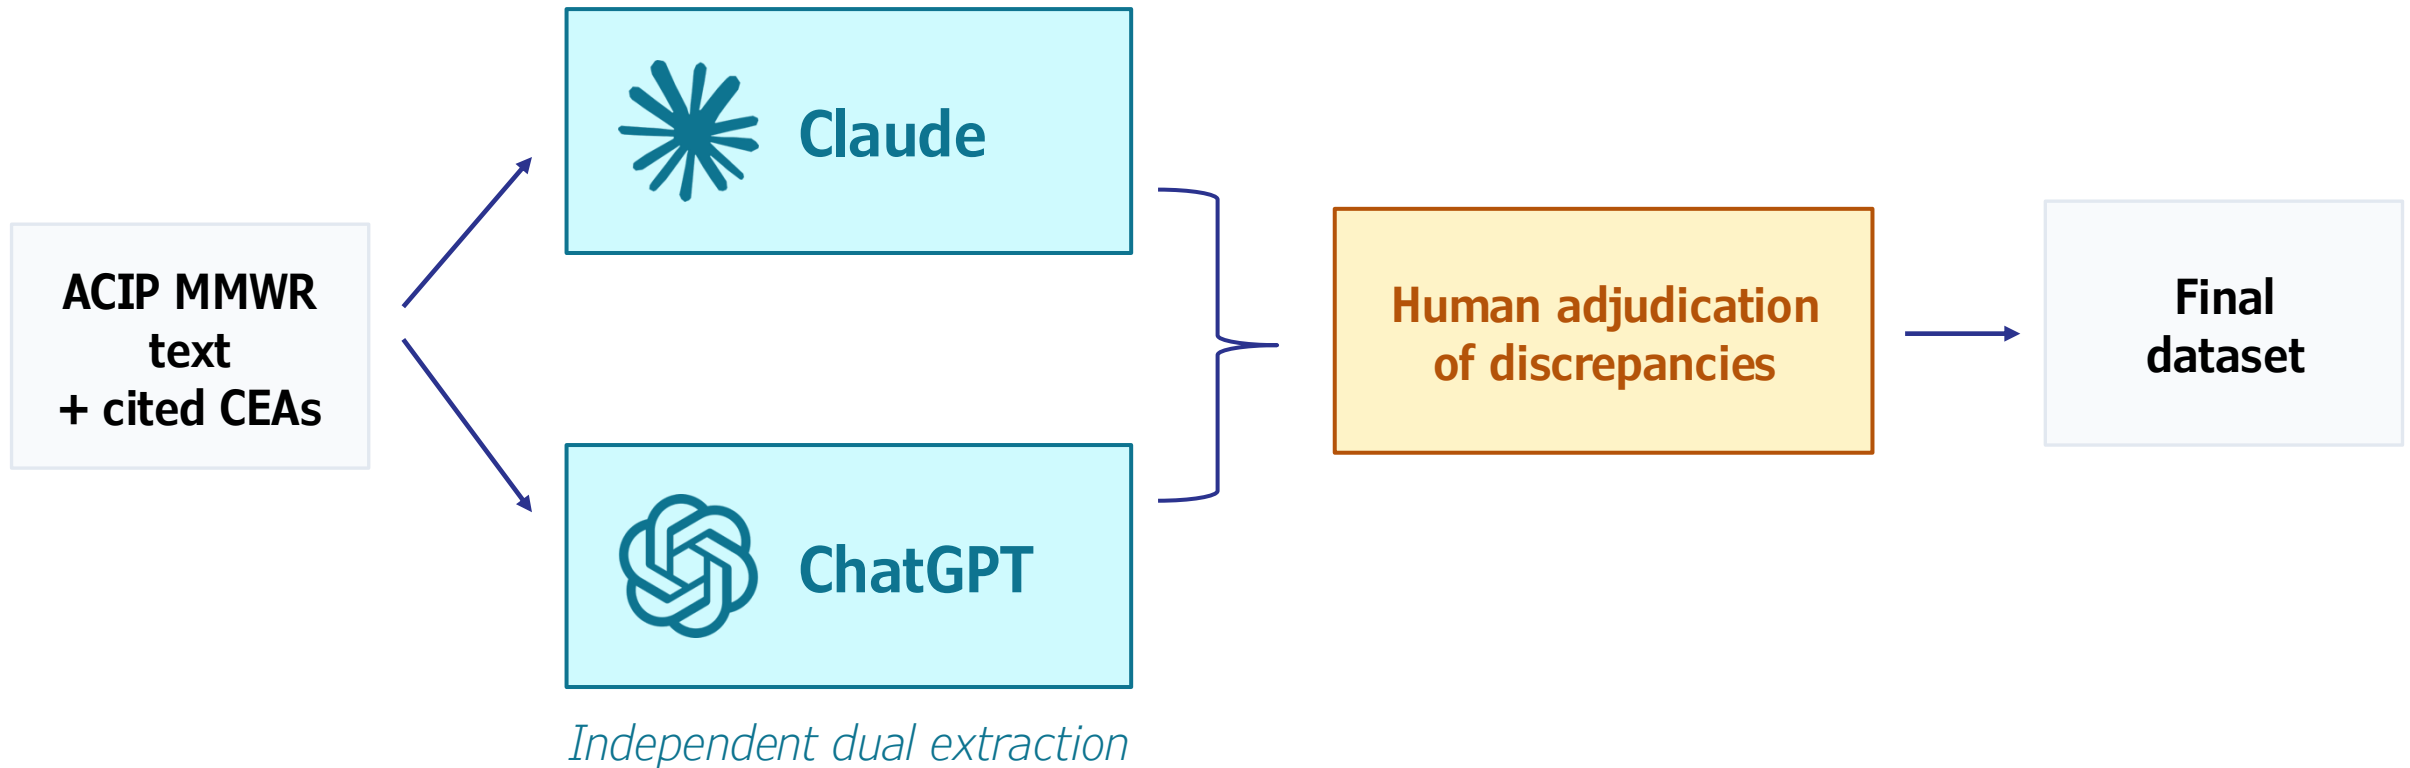 ACIP MMWR
text
+ cited CEAs
Claude
ChatGPT
Independent dual extraction
Human adjudication
of discrepancies
Final
dataset